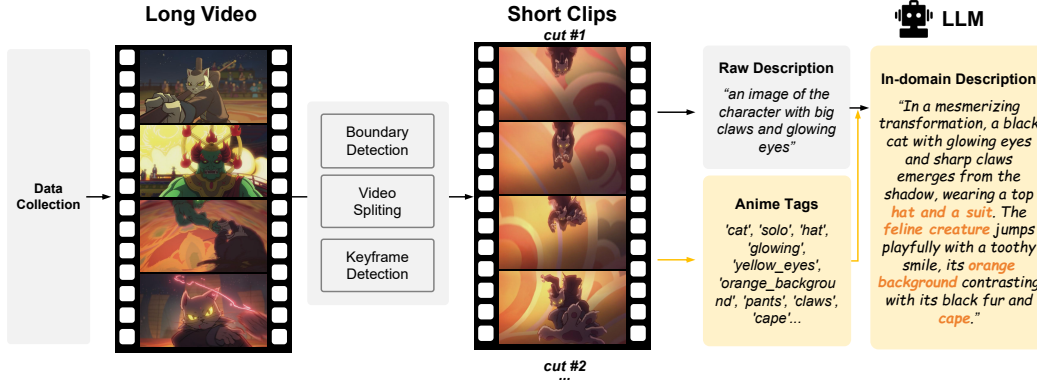 Long Video
Short Clips
cut #1
LLM
Data
Collection
Boundary
Detection
Video
Spliting
Keyframe
Detection
cut #2
...
Raw Description
“an image of the
character with big
claws and glowing
eyes”
Anime Tags
'cat', 'solo', 'hat',
'glowing',
'yellow_eyes',
'orange_backgrou
nd', 'pants', 'claws',
'cape'...
In-domain Description
“In a mesmerizing
transformation, a black
cat with glowing eyes
and sharp claws
emerges from the
shadow, wearing a top
hat and a suit. The
feline creature jumps
playfully with a toothy
smile, its orange
background contrasting
with its black fur and
cape.”